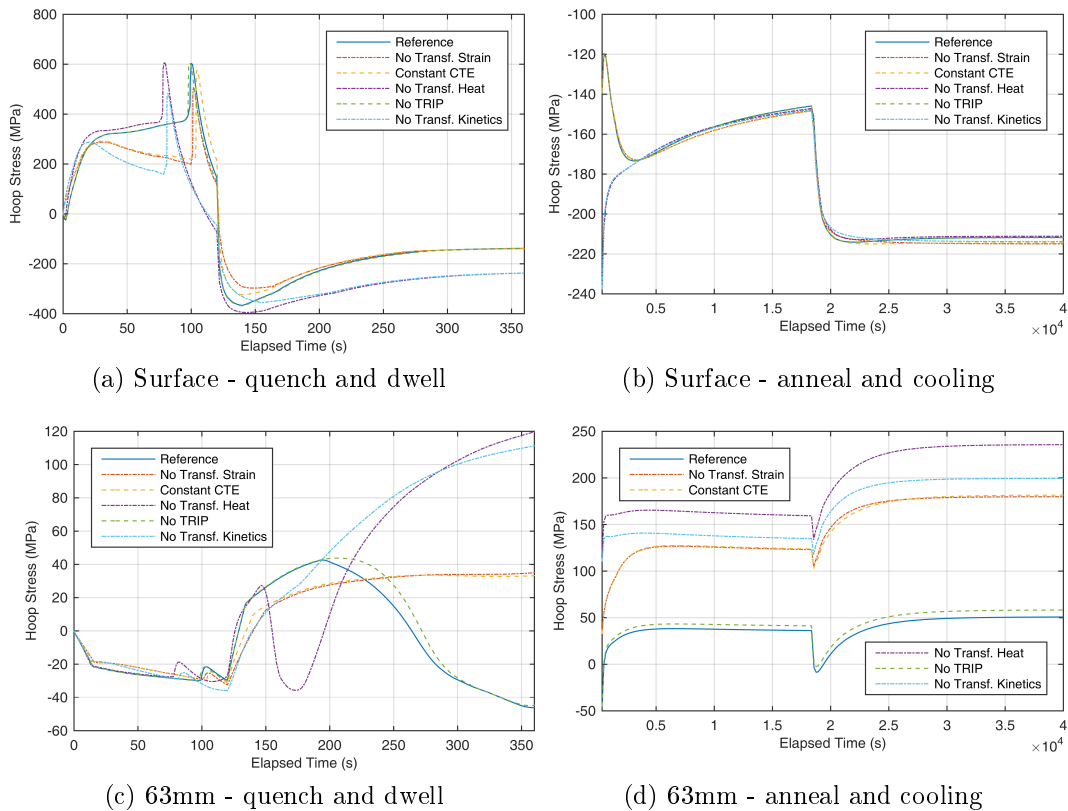 800
600
400
200
0
-200
-400
Hoop Stress (MPa)
0
50
100
150
200
250
300
350
Elapsed Time (s)
Reference
No Transf. Strain
Constant CTE
No Transf. Heat
No TRIP
No Transf. Kinetics
(a) Surface - quench and dwell
-100
-120
-140
-160
-180
-200
-220
-240
Hoop Stress (MPa)
0.5
1
1.5
2
2.5
3
3.5
4
×10⁴
Elapsed Time (s)
Reference
No Transf. Strain
Constant CTE
No Transf. Heat
No TRIP
No Transf. Kinetics
(b) Surface - anneal and cooling
120
100
80
60
40
20
0
-20
-40
-60
Hoop Stress (MPa)
0
50
100
150
200
250
300
350
Elapsed Time (s)
Reference
No Transf. Strain
Constant CTE
No Transf. Heat
No TRIP
No Transf. Kinetics
(c) 63mm - quench and dwell
250
200
150
100
50
0
-50
Hoop Stress (MPa)
0.5
1
1.5
2
2.5
3
3.5
4
×10⁴
Elapsed Time (s)
Reference
No Transf. Strain
Constant CTE
No Transf. Heat
No TRIP
No Transf. Kinetics
(d) 63mm - anneal and cooling